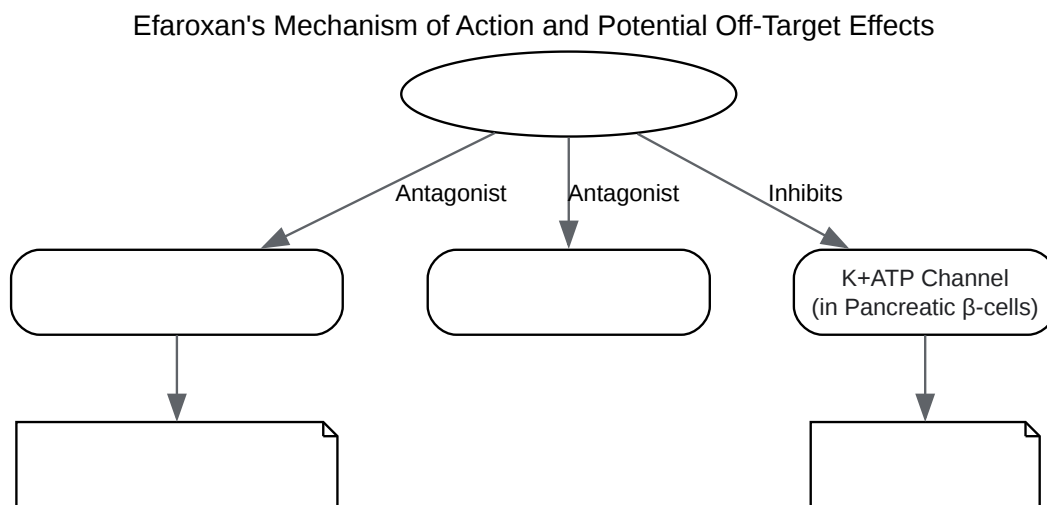 Efaroxan's Mechanism of Action and Potential Off-Target Effects
Antagonist
Antagonist
Inhibits
K+ATP Channel
(in Pancreatic β-cells)